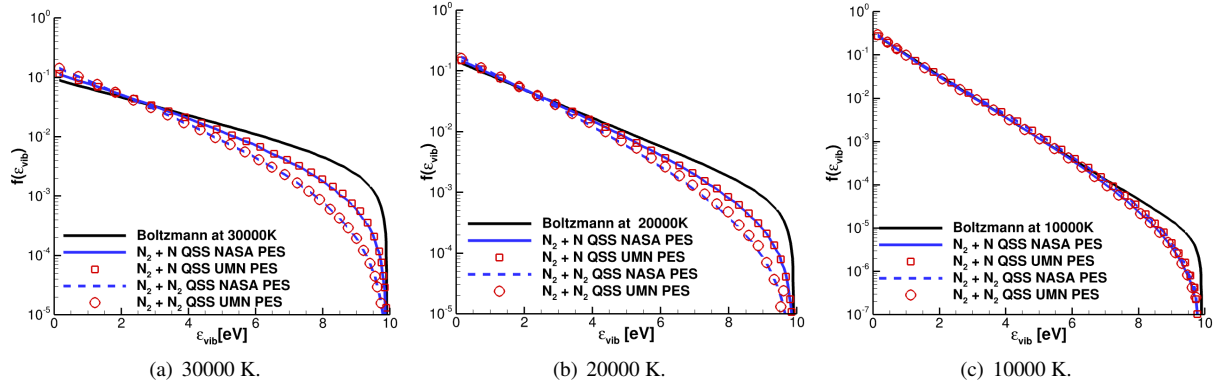 10⁰
10⁻¹
10⁻²
10⁻³
10⁻⁴
10⁻⁵
f(ε_vib)
Boltzmann at 30000K
N₂ + N QSS NASA PES
N₂ + N QSS UMN PES
N₂ + N₂ QSS NASA PES
N₂ + N₂ QSS UMN PES
0 2 4 6 8 10
ε_vib[eV]
(a) 30000 K.
10⁰
10⁻¹
10⁻²
10⁻³
10⁻⁴
10⁻⁵
f(ε_vib)
Boltzmann at 20000K
N₂ + N QSS NASA PES
N₂ + N QSS UMN PES
N₂ + N₂ QSS NASA PES
N₂ + N₂ QSS UMN PES
0 2 4 6 8 10
ε_vib [eV]
(b) 20000 K.
10⁰
10⁻¹
10⁻²
10⁻³
10⁻⁴
10⁻⁵
10⁻⁶
10⁻⁷
f(ε_vib)
Boltzmann at 10000K
N₂ + N QSS NASA PES
N₂ + N QSS UMN PES
N₂ + N₂ QSS NASA PES
N₂ + N₂ QSS UMN PES
0 2 4 6 8 10
ε_vib [eV]
(c) 10000 K.